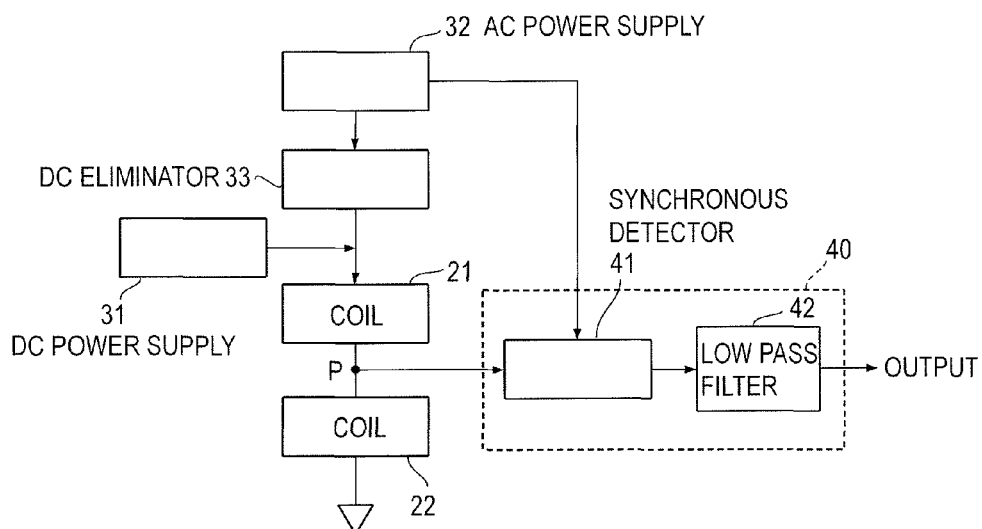 32 AC POWER SUPPLY
DC ELIMINATOR 33
SYNCHRONOUS
DETECTOR
41
40
21
COIL
31
DC POWER SUPPLY
42
LOW PASS
FILTER
OUTPUT
P
COIL
22